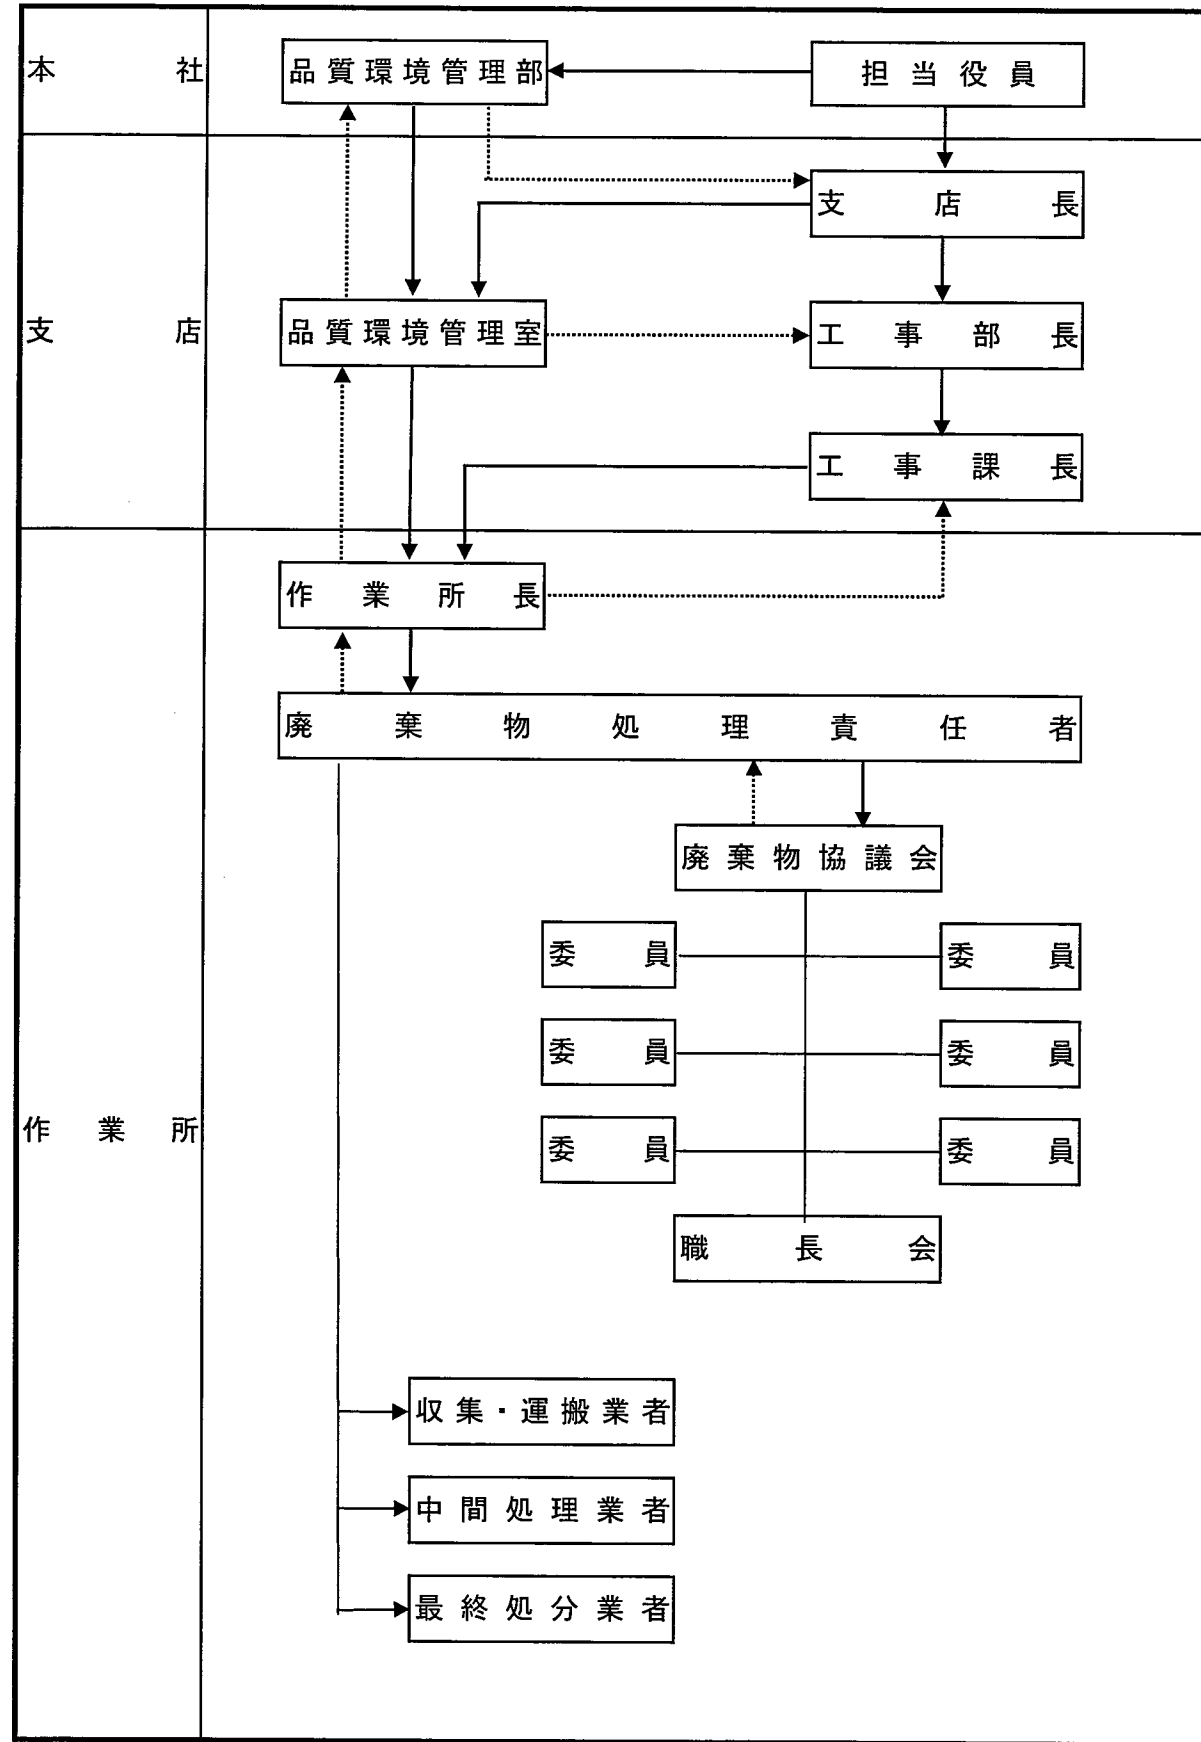 本社
品質環境管理部
担当役員
支店長
支店
品質環境管理室
工事部長
工事課長
作業所長
廃棄物処理責任者
廃棄物協議会
委員
委員
委員
委員
作業所
委員
委員
職長会
収集・運搬業者
中間処理業者
最終処分業者